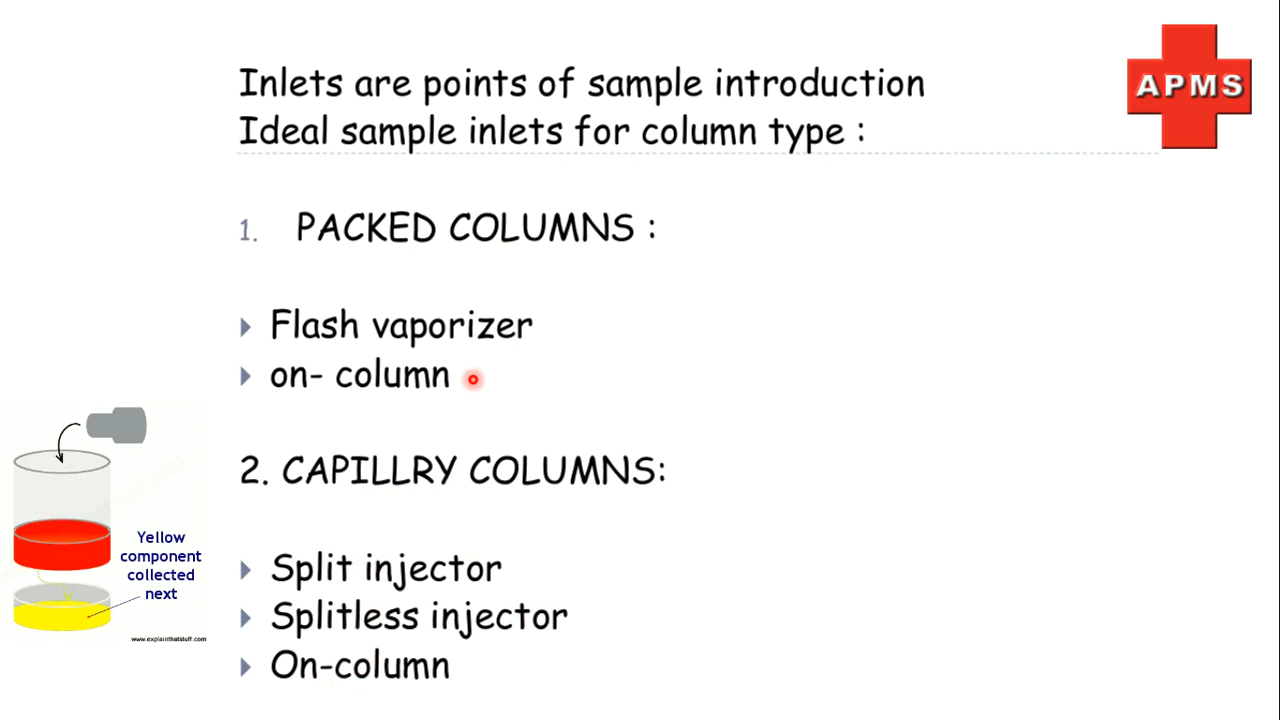 Inlets are points of sample introduction
Ideal sample inlets for column type :
APMS
1. PACKED COLUMNS :
Flash vaporizer
on- column
2. CAPILLRY COLUMNS:
Split injector
Splitless injector
On-column
Yellow
component
collected
next
www.explainthatstuff.com